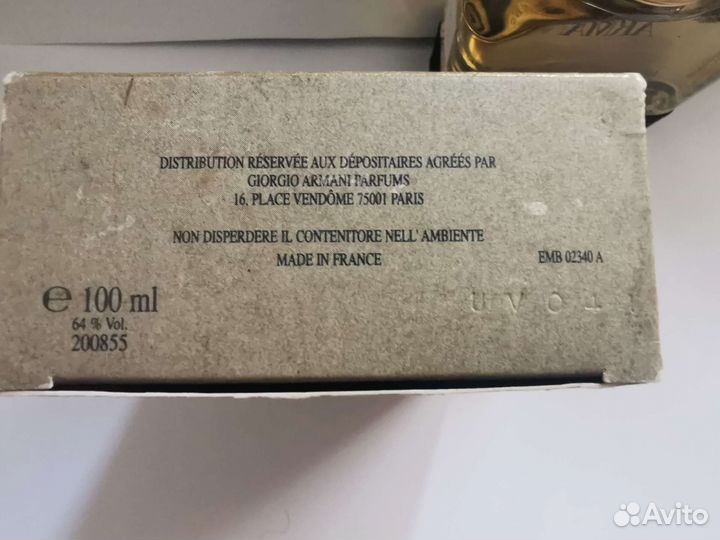 DISTRIBUTION RÉSERVÉE AUX DÉPOSITAIRES AGRÉÉS PAR
GIORGIO ARMANI PARFUMS
16, PLACE VENDÔME 75001 PARIS
NON DISPERDERE IL CONTENITORE NELL' AMBIENTE
MADE IN FRANCE
EMB 02340 A
℮ 100 ml
64 % Vol.
200855
Avito